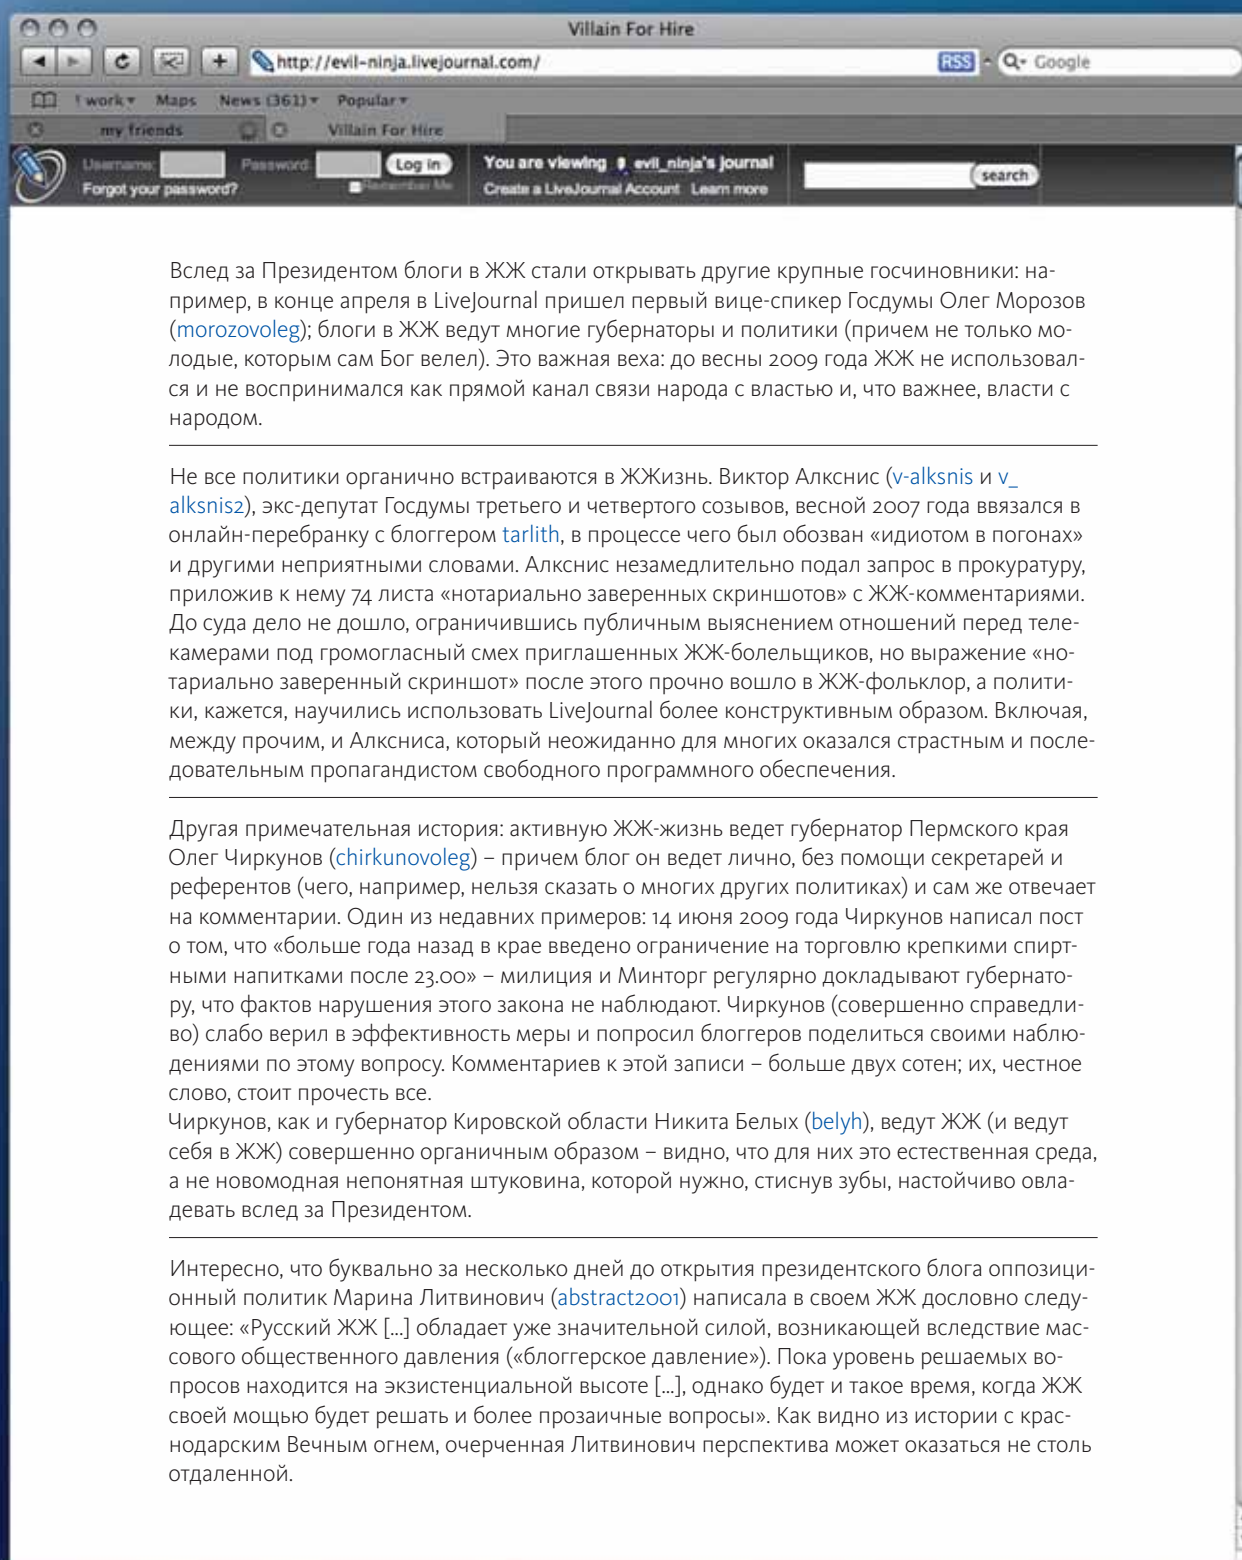 Villain For Hire
http://evil-ninja.livejournal.com/
RSS
Google
! work
Maps
News (361)
Popular
my friends
Villain For Hire
Username:
Password:
Log in
You are viewing evil_ninja's journal
search
Forgot your password?
Remember Me
Create a LiveJournal Account Learn more
Вслед за Президентом блоги в ЖЖ стали открывать другие крупные госчиновники: на-
пример, в конце апреля в LiveJournal пришел первый вице-спикер Госдумы Олег Морозов
(morozovoleg); блоги в ЖЖ ведут многие губернаторы и политики (причем не только мо-
лодые, которым сам Бог велел). Это важная веха: до весны 2009 года ЖЖ не использовал-
ся и не воспринимался как прямой канал связи народа с властью и, что важнее, власти с
народом.
Не все политики органично встраиваются в ЖЖизнь. Виктор Алкснис (v-alksnis и v_
alksnis2), экс-депутат Госдумы третьего и четвертого созывов, весной 2007 года ввязался в
онлайн-перебранку с блоггером tarlith, в процессе чего был обозван «идиотом в погонах»
и другими неприятными словами. Алкснис незамедлительно подал запрос в прокуратуру,
приложив к нему 74 листа «нотариально заверенных скриншотов» с ЖЖ-комментариями.
До суда дело не дошло, ограничившись публичным выяснением отношений перед теле-
камерами под громогласный смех приглашенных ЖЖ-болельщиков, но выражение «но-
тариально заверенный скриншот» после этого прочно вошло в ЖЖ-фольклор, а полити-
ки, кажется, научились использовать LiveJournal более конструктивным образом. Включая,
между прочим, и Алксниса, который неожиданно для многих оказался страстным и после-
довательным пропагандистом свободного программного обеспечения.
Другая примечательная история: активную ЖЖ-жизнь ведет губернатор Пермского края
Олег Чиркунов (chirkunovoleg) – причем блог он ведет лично, без помощи секретарей и
референтов (чего, например, нельзя сказать о многих других политиках) и сам же отвечает
на комментарии. Один из недавних примеров: 14 июня 2009 года Чиркунов написал пост
о том, что «больше года назад в крае введено ограничение на торговлю крепкими спирт-
ными напитками после 23.00» – милиция и Минторг регулярно докладывают губернато-
ру, что фактов нарушения этого закона не наблюдают. Чиркунов (совершенно справедли-
во) слабо верил в эффективность меры и попросил блоггеров поделиться своими наблю-
дениями по этому вопросу. Комментариев к этой записи – больше двух сотен; их, честное
слово, стоит прочесть все.
Чиркунов, как и губернатор Кировской области Никита Белых (belyh), ведут ЖЖ (и ведут
себя в ЖЖ) совершенно органичным образом – видно, что для них это естественная среда,
а не новомодная непонятная штуковина, которой нужно, стиснув зубы, настойчиво овла-
девать вслед за Президентом.
Интересно, что буквально за несколько дней до открытия президентского блога оппозици-
онный политик Марина Литвинович (abstract2001) написала в своем ЖЖ дословно следу-
ющее: «Русский ЖЖ [...] обладает уже значительной силой, возникающей вследствие мас-
сового общественного давления («блоггерское давление»). Пока уровень решаемых во-
просов находится на экзистенциальной высоте [...], однако будет и такое время, когда ЖЖ
своей мощью будет решать и более прозаичные вопросы». Как видно из истории с крас-
нодарским Вечным огнем, очерченная Литвинович перспектива может оказаться не столь
отдаленной.